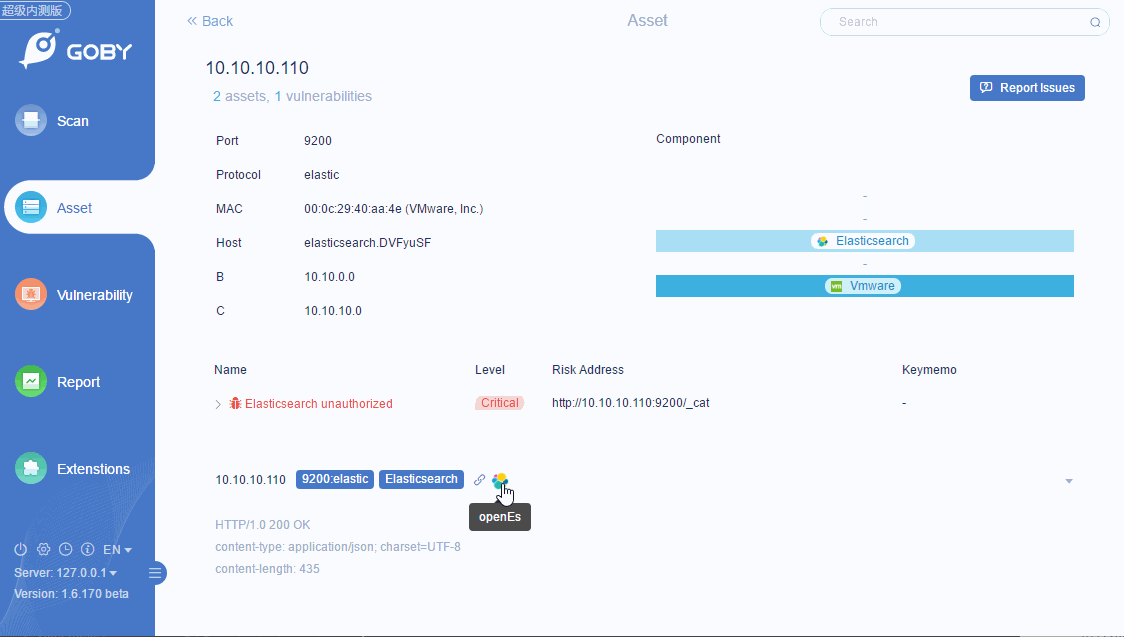 超级内测版
GOBY
Scan
Asset
Vulnerability
Report
Extenstions
EN
Server: 127.0.0.1
Version: 1.6.170 beta
Back
Asset
Search
10.10.10.110
2 assets, 1 vulnerabilities
Report Issues
Port 9200
Protocol elastic
MAC 00:0c:29:40:aa:4e (VMware, Inc.)
Host elasticsearch.DVFyuSF
B 10.10.0.0
C 10.10.10.0
Component
-
-
Elasticsearch
-
vm Vmware
Name Level Risk Address Keymemo
Elasticsearch unauthorized Critical http://10.10.10.110:9200/_cat -
10.10.10.110 9200:elastic Elasticsearch
openEs
HTTP/1.0 200 OK
content-type: application/json; charset=UTF-8
content-length: 435